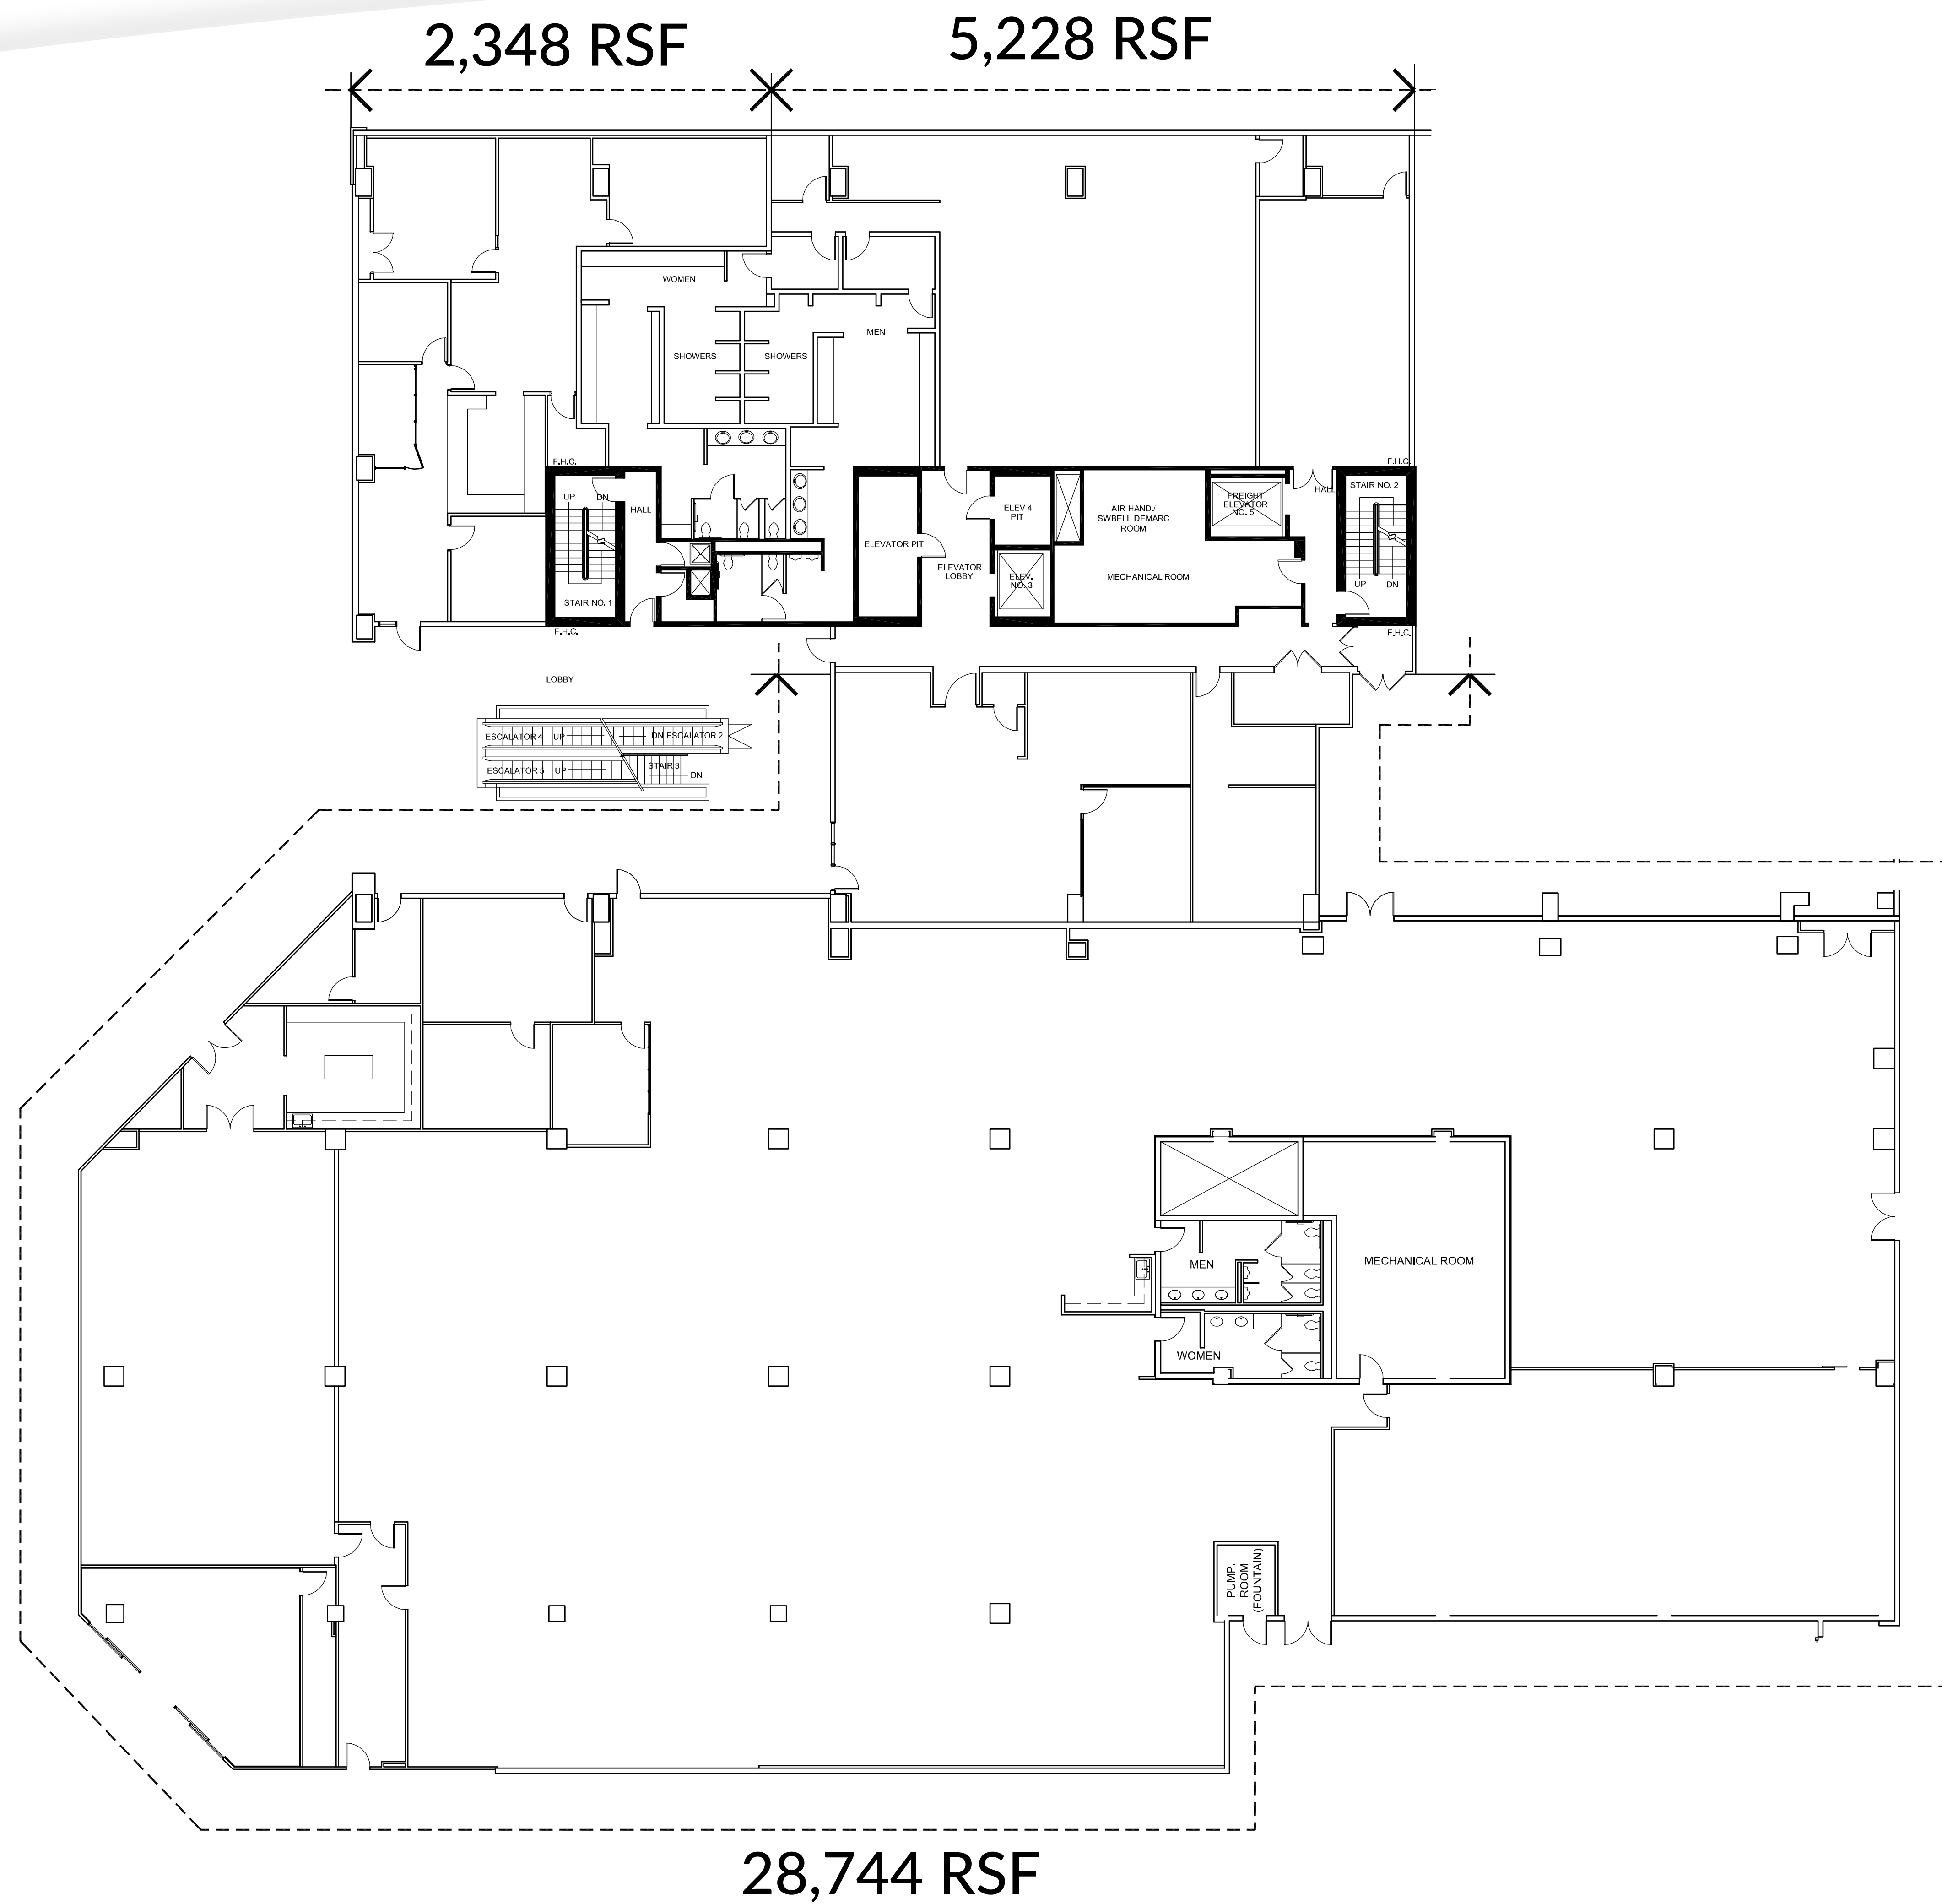 2,348 RSF
5,228 RSF
WOMEN
MEN
SHOWERS
SHOWERS
F.H.C.
F.H.C.
UP
DN
HALL
STAIR NO. 1
F.H.C.
ELEVATOR PIT
ELEVATOR
LOBBY
ELEV 4
PIT
ELEV.
NO. 3
AIR HAND./
SWBELL DEMARC
ROOM
MECHANICAL ROOM
FREIGHT
ELEVATOR
NO. 5
HALL
STAIR NO. 2
UP
DN
F.H.C.
LOBBY
ESCALATOR 4
UP
DN
ESCALATOR 2
ESCALATOR 5
UP
STAIR 3
DN
MEN
MECHANICAL ROOM
WOMEN
PUMP.
ROOM
(FOUNTAIN)
28,744 RSF